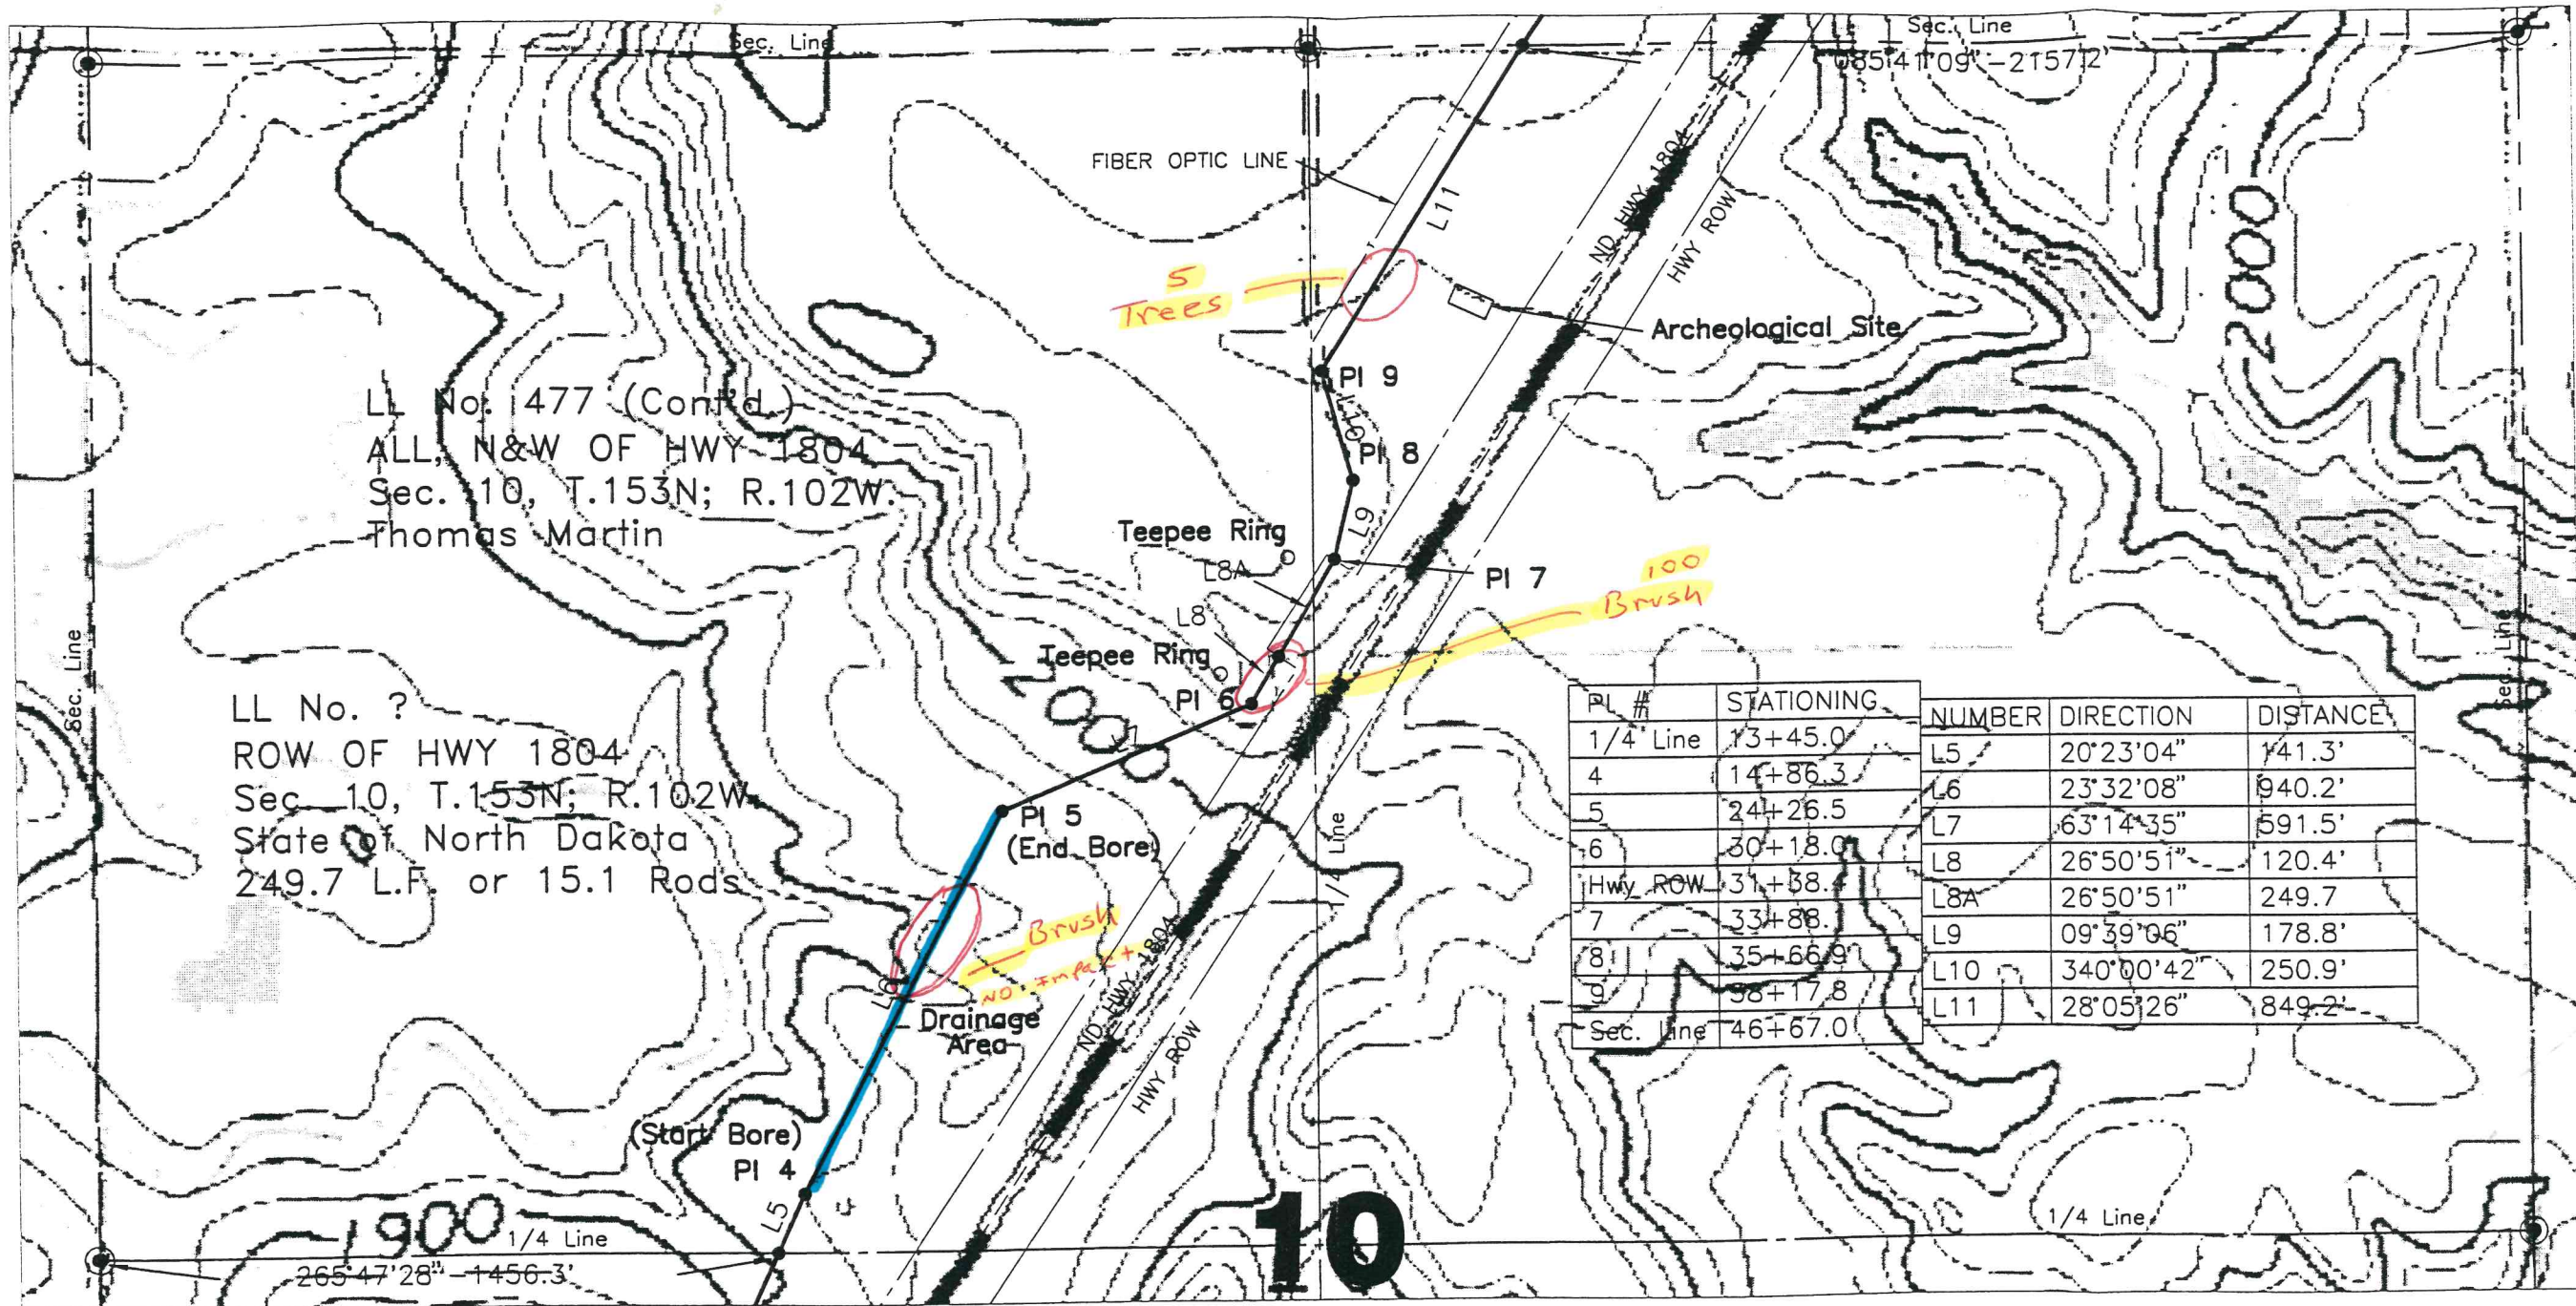 Sec. Line
Sec. Line
085°41'09" - 2157.2'
FIBER OPTIC LINE
L11
ND HWY 1804
HWY ROW
2000
5
Trees
Archeological Site
PI 9
L10
PI 8
LL No. 477 (Cont'd.)
ALL, N&W OF HWY 1804
Sec. 10, T.153N; R.102W.
Thomas Martin
Teepee Ring
L9
L8A
PI 7
100
Brush
L8
Teepee Ring
PI 6
Sec. Line
Sec. Line
2000
L7
LL No. ?
ROW OF HWY 1804
Sec. 10, T.153N; R.102W.
State of North Dakota
249.7 L.F. or 15.1 Rods
PI 5
(End Bore)
1/4 Line
Brush
No Impact
L6
Drainage
Area
ND HWY 1804
HWY ROW
PI # STATIONING
1/4 Line 13+45.0
4 14+86.3
5 24+26.5
6 30+18.0
Hwy ROW 31+38.4
7 33+88.1
8 35+66.9
9 38+17.8
Sec. Line 46+67.0
NUMBER DIRECTION DISTANCE
L5 20°23'04" 141.3'
L6 23°32'08" 940.2'
L7 63°14'35" 591.5'
L8 26°50'51" 120.4'
L8A 26°50'51" 249.7
L9 09°39'06" 178.8'
L10 340°00'42" 250.9'
L11 28°05'26" 849.2'
(Start Bore)
PI 4
L5
1900
1/4 Line
265°47'28" - 1456.3'
10
1/4 Line